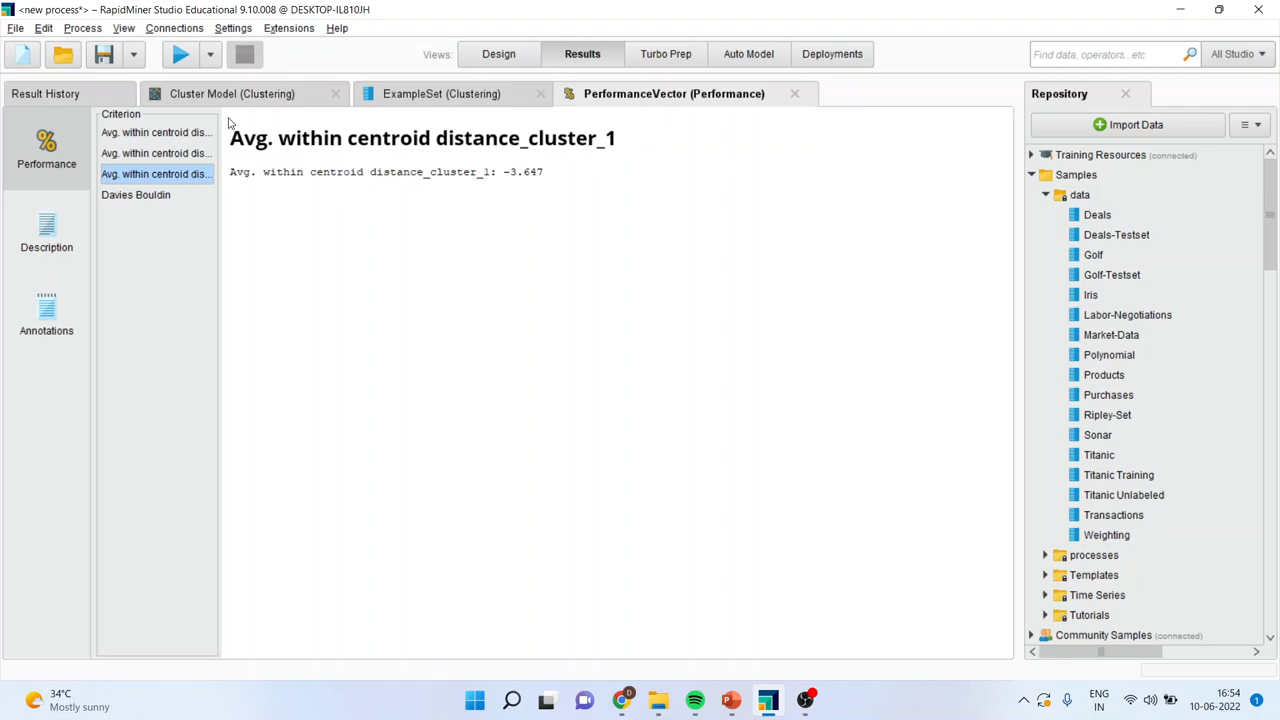 <new process*> – RapidMiner Studio Educational 9.10.008 @ DESKTOP-IL810JH
File Edit Process View Connections Settings Extensions Help
Views: Design Results Turbo Prep Auto Model Deployments
Find data, operators...etc
All Studio
Result History
Cluster Model (Clustering)
ExampleSet (Clustering)
PerformanceVector (Performance)
Repository
Performance
Description
Annotations
Criterion
Avg. within centroid dis...
Avg. within centroid dis...
Avg. within centroid dis...
Davies Bouldin
Avg. within centroid distance_cluster_1
Avg. within centroid distance_cluster_1: -3.647
Import Data
Training Resources (connected)
Samples
data
Deals
Deals-Testset
Golf
Golf-Testset
Iris
Labor-Negotiations
Market-Data
Polynomial
Products
Purchases
Ripley-Set
Sonar
Titanic
Titanic Training
Titanic Unlabeled
Transactions
Weighting
processes
Templates
Time Series
Tutorials
Community Samples (connected)
34°C
Mostly sunny
ENG
IN
16:54
10-06-2022
1